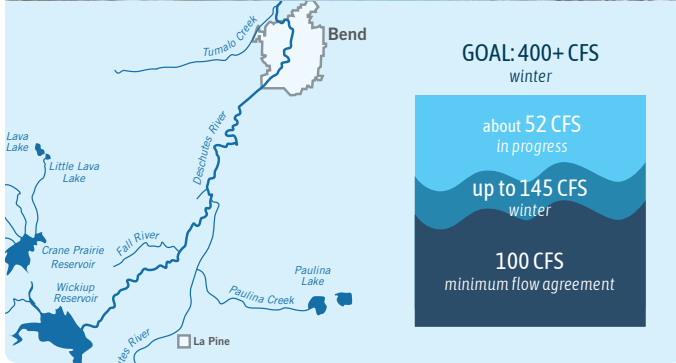 Tumalo Creek
Bend
Deschutes River
Lava
Lake
Little Lava
Lake
Crane Prairie
Reservoir
Fall River
Wickiup
Reservoir
Paulina
Lake
Paulina Creek
La Pine
utes River
GOAL: 400+ CFS
winter
about 52 CFS
in progress
up to 145 CFS
winter
100 CFS
minimum flow agreement